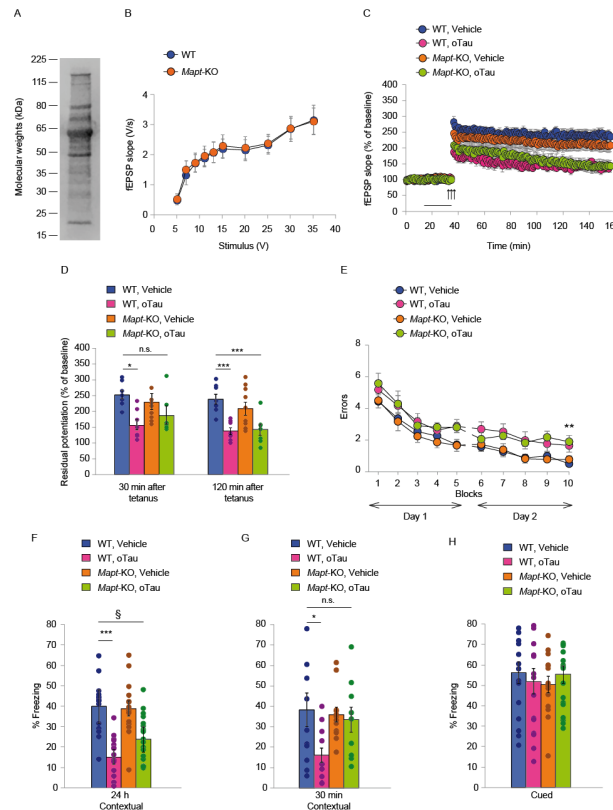 A
Molecular weights (kDa)
225
115
80
65
50
35
30
25
15
B
WT
Mapt-KO
fEPSP slope (V/s)
4
3
2
1
0
0 5 10 15 20 25 30 35 40
Stimulus (V)
C
WT, Vehicle
WT, oTau
Mapt-KO, Vehicle
Mapt-KO, oTau
fEPSP slope (% of baseline)
400
350
300
250
200
150
100
50
0
0 20 40 60 80 100 120 140 160
Time (min)
D
WT, Vehicle
WT, oTau
Mapt-KO, Vehicle
Mapt-KO, oTau
Residual potentiation (% of baseline)
400
350
300
250
200
150
100
50
0
n.s.
*
***
***
30 min after
tetanus
120 min after
tetanus
E
WT, Vehicle
WT, oTau
Mapt-KO, Vehicle
Mapt-KO, oTau
Errors
8
6
4
2
0
**
1 2 3 4 5 6 7 8 9 10
Blocks
Day 1 Day 2
F
WT, Vehicle
WT, oTau
Mapt-KO, Vehicle
Mapt-KO, oTau
% Freezing
80
70
60
50
40
30
20
10
0
§
***
24 h
Contextual
G
WT, Vehicle
WT, oTau
Mapt-KO, Vehicle
Mapt-KO, oTau
% Freezing
80
70
60
50
40
30
20
10
0
n.s.
*
30 min
Contextual
H
WT, Vehicle
WT, oTau
Mapt-KO, Vehicle
Mapt-KO, oTau
% Freezing
80
70
60
50
40
30
20
10
0
Cued